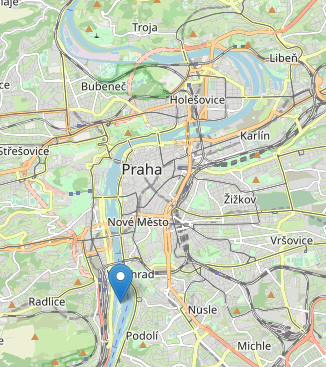 Troja
Libeň
Bubeneč
Holešovice
Karlín
Střešovice
Praha
Žižkov
Nové Město
Vršovice
Radlice
Nusle
Podolí
Michle